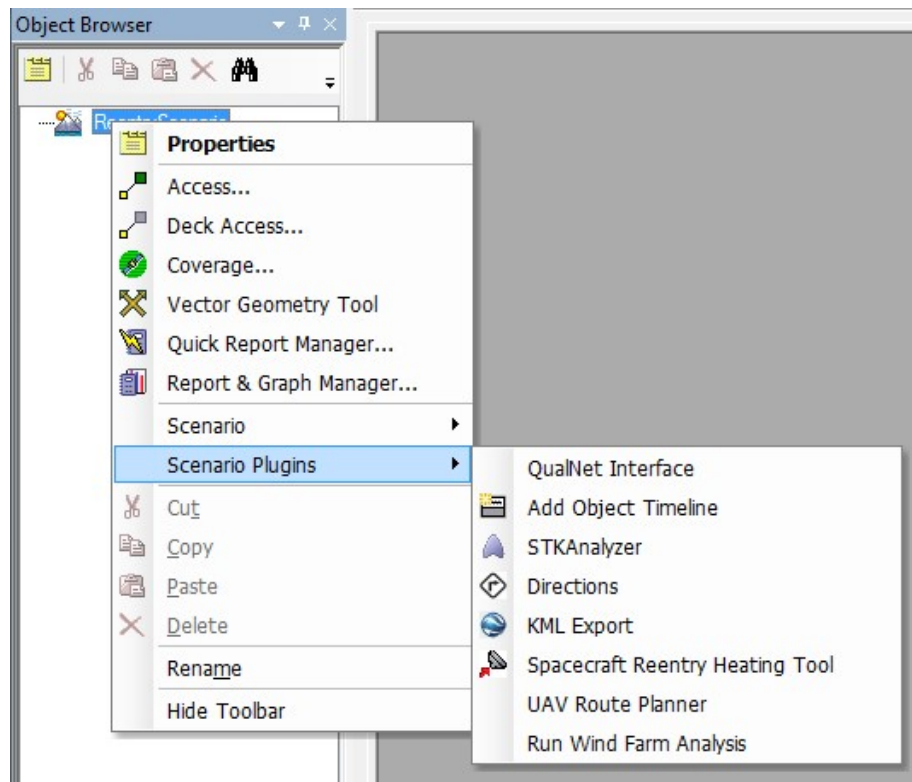 Object Browser
Properties
Access...
Deck Access...
Coverage...
Vector Geometry Tool
Quick Report Manager...
Report & Graph Manager...
Scenario
Scenario Plugins
Cut
Copy
Paste
Delete
Rename
Hide Toolbar
QualNet Interface
Add Object Timeline
STKAnalyzer
Directions
KML Export
Spacecraft Reentry Heating Tool
UAV Route Planner
Run Wind Farm Analysis